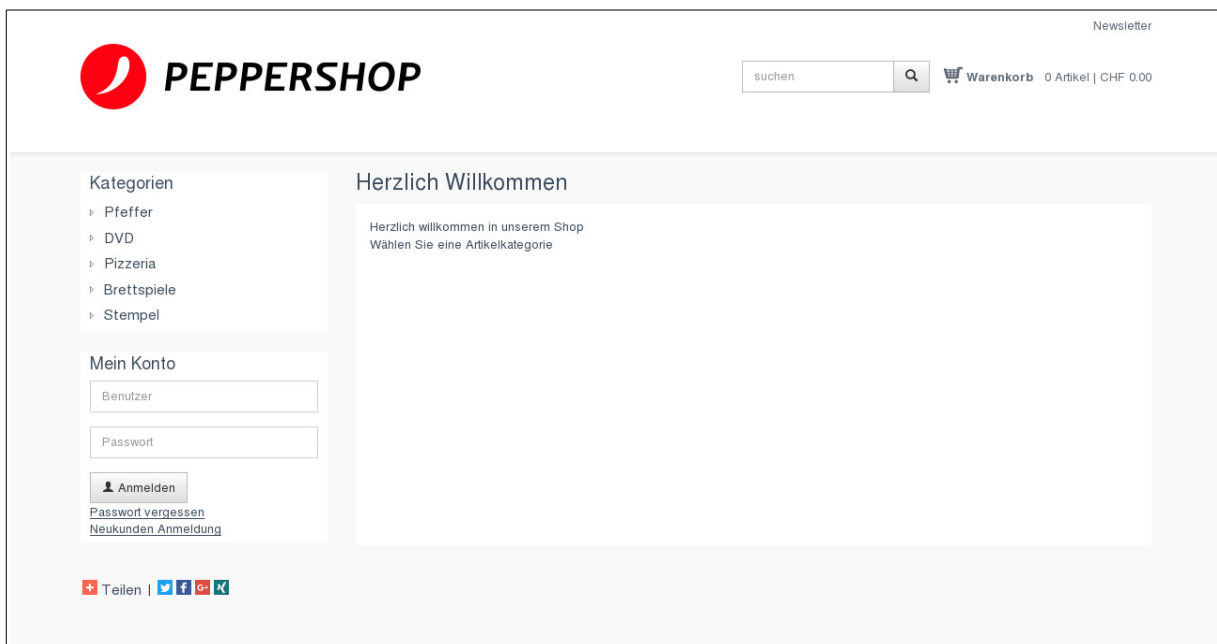 Newsletter
PEPPERSHOP
suchen
Warenkorb 0 Artikel | CHF 0.00
Kategorien
Pfeffer
DVD
Pizzeria
Brettspiele
Stempel
Mein Konto
Benutzer
Passwort
Anmelden
Passwort vergessen
Neukunden Anmeldung
Herzlich Willkommen
Herzlich willkommen in unserem Shop
Wählen Sie eine Artikelkategorie
Teilen |